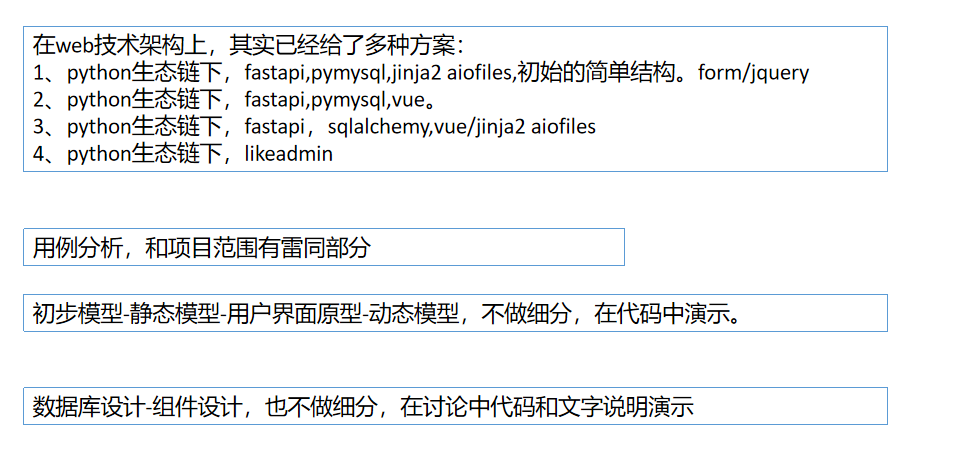 在web技术架构上，其实已经给了多种方案：
1、python生态链下，fastapi,pymysql,jinja2 aiofiles,初始的简单结构。form/jquery
2、python生态链下，fastapi,pymysql,vue。
3、python生态链下，fastapi，sqlalchemy,vue/jinja2 aiofiles
4、python生态链下，likeadmin
用例分析，和项目范围有雷同部分
初步模型-静态模型-用户界面原型-动态模型，不做细分，在代码中演示。
数据库设计-组件设计，也不做细分，在讨论中代码和文字说明演示